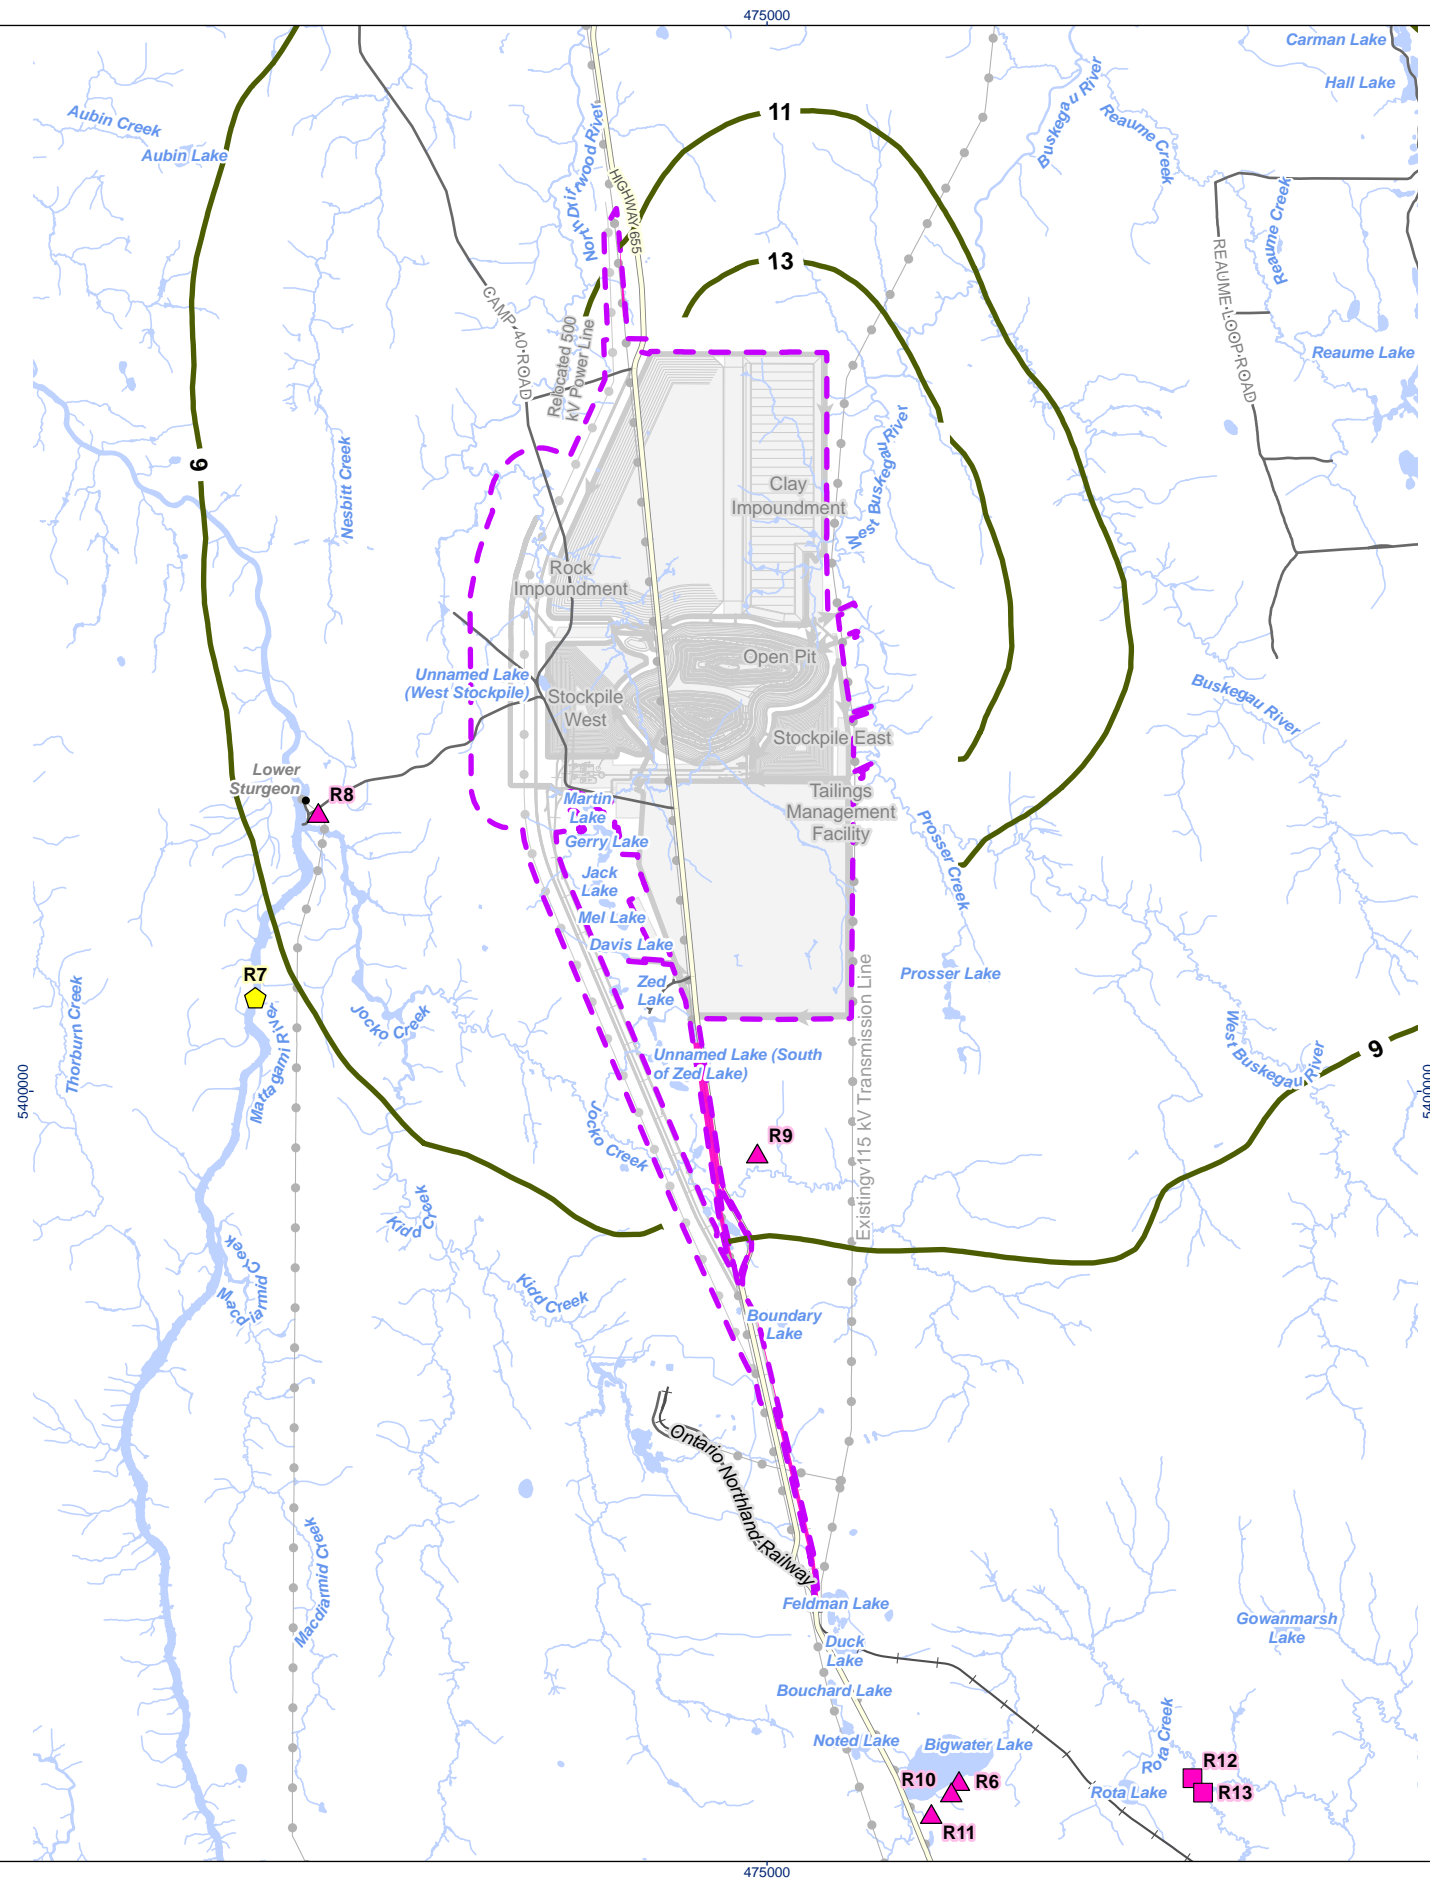 475000
Carman Lake
Hall Lake
Aubin Creek
Aubin Lake
11
Buskegau River
Reaume Creek
North Driftwood River
HIGHWAY 655
Reaume Creek
13
CAMP 40 ROAD
REAUME LOOP ROAD
Relocated 500
kV Power Line
Reaume Lake
9
Nesbitt Creek
West Buskegau River
Clay
Impoundment
Rock
Impoundment
Open Pit
Unnamed Lake
(West Stockpile)
Stockpile
West
Buskegau River
Stockpile East
Lower
Sturgeon
R8
Martin
Lake
Tailings
Management
Facility
Gerry Lake
Prosser Creek
Jack
Lake
Mel Lake
Davis Lake
R7
Zed
Lake
Prosser Lake
Thorburn Creek
Jocko Creek
Mattagami River
Existingv115 kV Transmission Line
West Buskegau River
9
Unnamed Lake (South
of Zed Lake)
5400000
5400000
Jocko Creek
R9
Kidd Creek
Macdiarmid Creek
Kidd Creek
Boundary
Lake
Ontario Northland Railway
Macdiarmid Creek
Feldman Lake
Gowanmarsh
Lake
Duck
Lake
Bouchard Lake
Noted Lake
Bigwater Lake
Rota Creek
R12
R10
R6
Rota Lake
R13
R11
475000